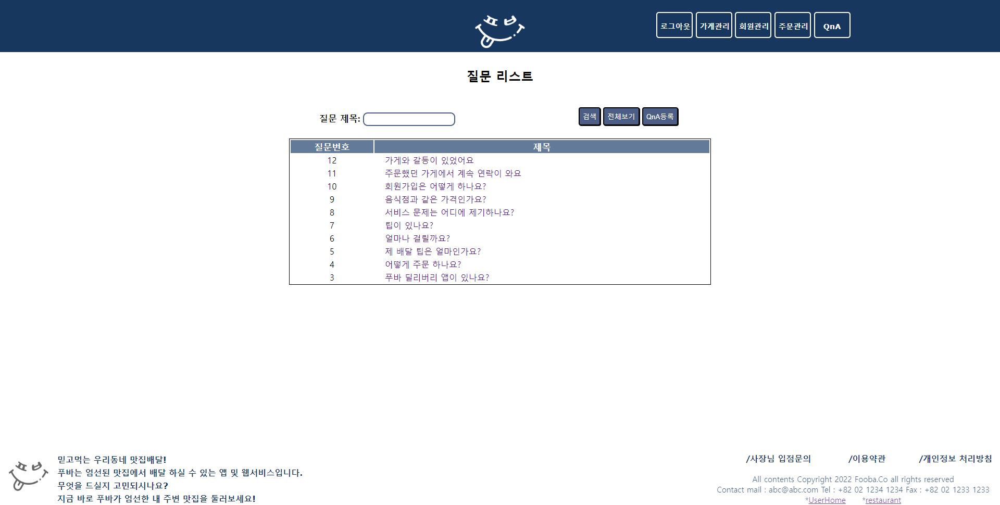 푸바
로그아웃 가게관리 회원관리 주문관리 QnA
질문 리스트
질문 제목: 검색 전체보기 QnA등록
질문번호 제목
12 가게와 갈등이 있었어요
11 주문했던 가게에서 계속 연락이 와요
10 회원가입은 어떻게 하나요?
9 음식점과 같은 가격인가요?
8 서비스 문제는 어디에 제기하나요?
7 팁이 있나요?
6 얼마나 걸릴까요?
5 제 배달 팁은 얼마인가요?
4 어떻게 주문 하나요?
3 푸바 딜리버리 앱이 있나요?
푸바
믿고먹는 우리동네 맛집배달!
푸바는 엄선된 맛집에서 배달 하실 수 있는 앱 및 웹서비스입니다.
무엇을 드실지 고민되시나요?
지금 바로 푸바가 엄선한 내 주변 맛집을 둘러보세요!
/사장님 입점문의 /이용약관 /개인정보 처리방침
All contents Copyright 2022 Fooba.Co all rights reserved
Contact mail : abc@abc.com Tel : +82 02 1234 1234 Fax : +82 02 1233 1233
*UserHome *restaurant